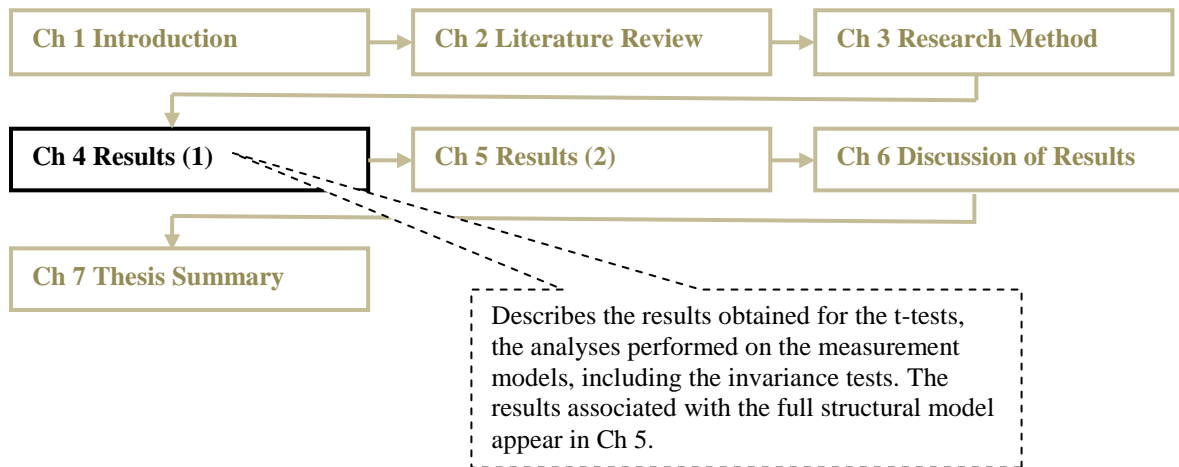 Ch 1 Introduction
Ch 2 Literature Review
Ch 3 Research Method
Ch 4 Results (1)
Ch 5 Results (2)
Ch 6 Discussion of Results
Ch 7 Thesis Summary
Describes the results obtained for the t-tests,
the analyses performed on the measurement
models, including the invariance tests. The
results associated with the full structural model
appear in Ch 5.